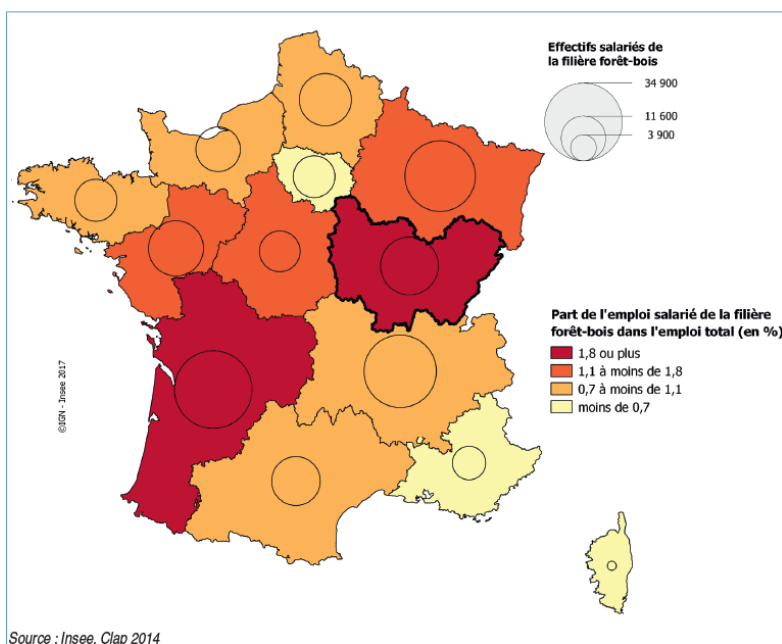 Effectifs salariés de
la filière forêt-bois
34 900
11 600
3 900
Part de l'emploi salarié de la filière
forêt-bois dans l'emploi total (en %)
1,8 ou plus
1,1 à moins de 1,8
0,7 à moins de 1,1
moins de 0,7
©IGN - Insee 2017
Source : Insee, Clap 2014